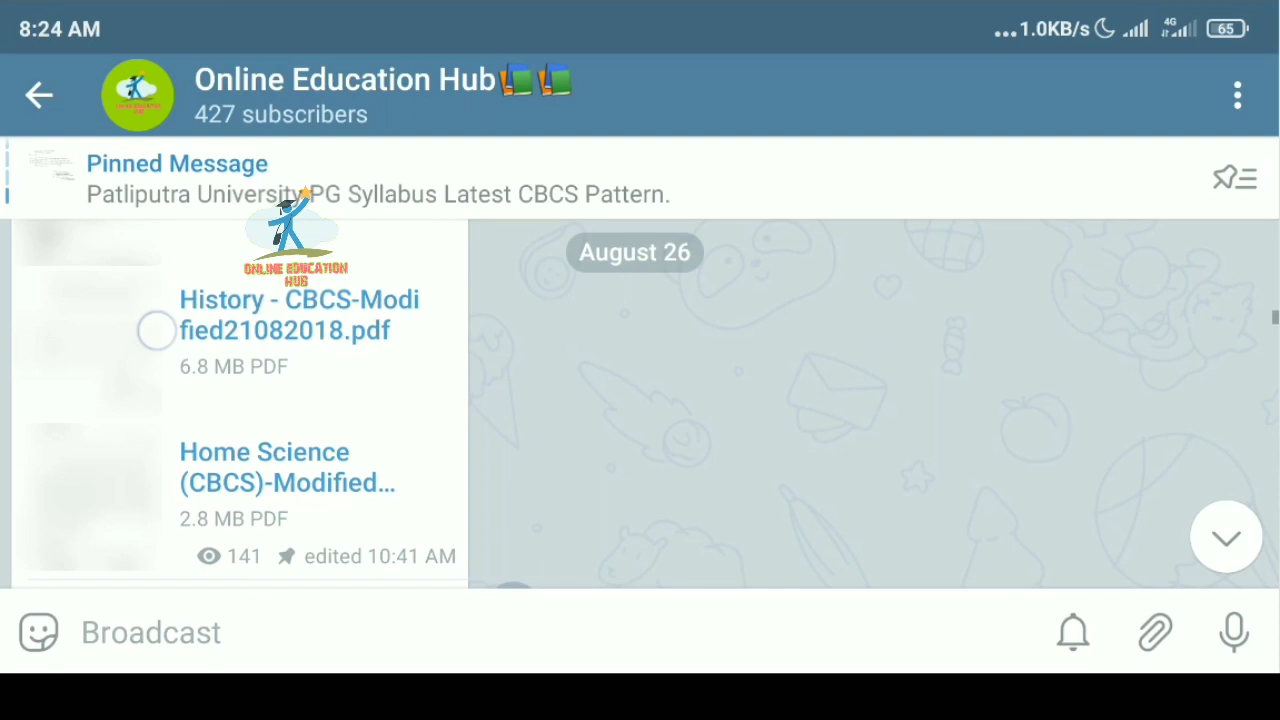 8:24 AM
...1.0KB/s 4G 65
Online Education Hub
427 subscribers
Pinned Message
Patliputra University PG Syllabus Latest CBCS Pattern.
August 26
ONLINE EDUCATION
HUB
History - CBCS-Modi
fied21082018.pdf
6.8 MB PDF
Home Science
(CBCS)-Modified...
2.8 MB PDF
141 edited 10:41 AM
Broadcast